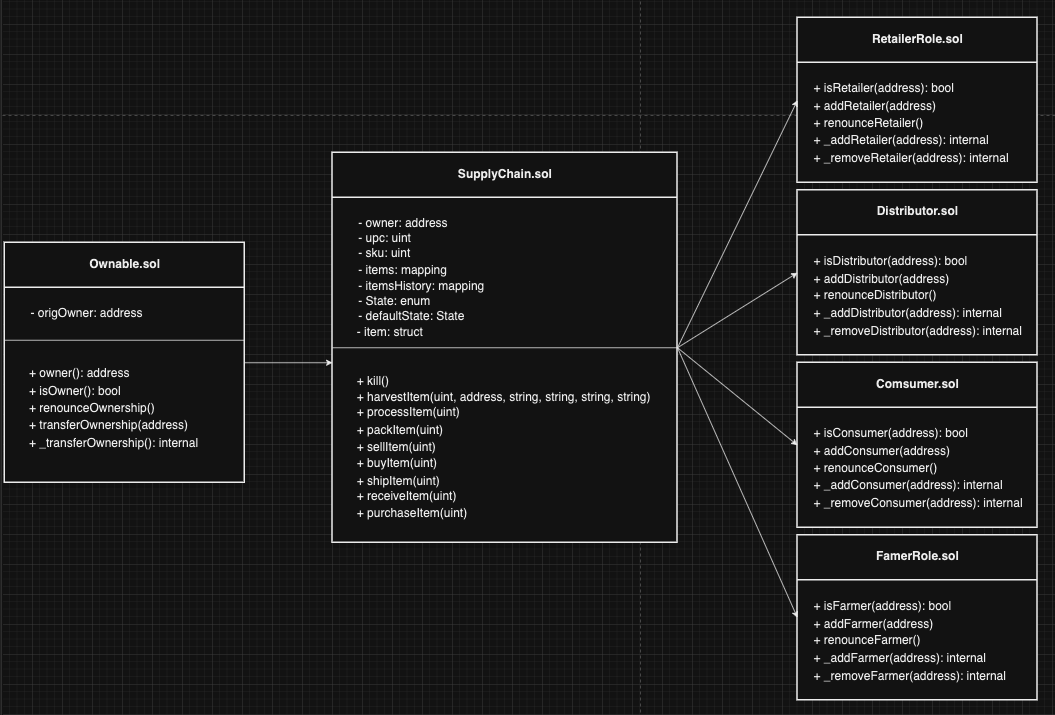 Ownable.sol
- origOwner: address
+ owner(): address
+ isOwner(): bool
+ renounceOwnership()
+ transferOwnership(address)
+ _transferOwnership(): internal
SupplyChain.sol
- owner: address
- upc: uint
- sku: uint
- items: mapping
- itemsHistory: mapping
- State: enum
- defaultState: State
- item: struct
+ kill()
+ harvestItem(uint, address, string, string, string, string)
+ processItem(uint)
+ packItem(uint)
+ sellItem(uint)
+ buyItem(uint)
+ shipItem(uint)
+ receiveItem(uint)
+ purchaseItem(uint)
RetailerRole.sol
+ isRetailer(address): bool
+ addRetailer(address)
+ renounceRetailer()
+ _addRetailer(address): internal
+ _removeRetailer(address): internal
Distributor.sol
+ isDistributor(address): bool
+ addDistributor(address)
+ renounceDistributor()
+ _addDistributor(address): internal
+ _removeDistributor(address): internal
Comsumer.sol
+ isConsumer(address): bool
+ addConsumer(address)
+ renounceConsumer()
+ _addConsumer(address): internal
+ _removeConsumer(address): internal
FamerRole.sol
+ isFarmer(address): bool
+ addFarmer(address)
+ renounceFarmer()
+ _addFarmer(address): internal
+ _removeFarmer(address): internal